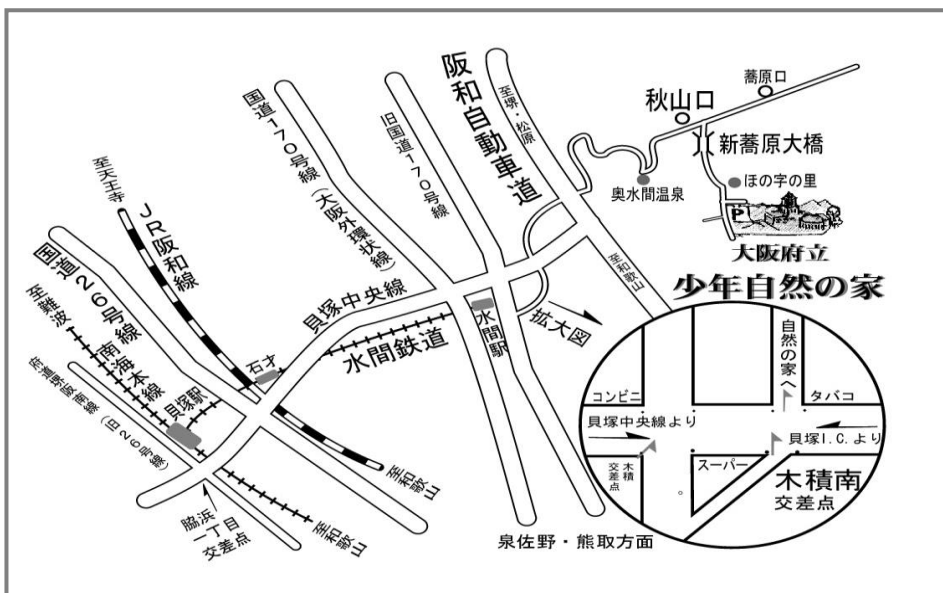 国道170号線(大阪外環状線)
旧国道170号線
阪和自動車道
至堺・松原
秋山口
蕎原口
新蕎原大橋
奥水間温泉
ほの字の里
P
大阪府立
少年自然の家
至天王寺
JR阪和線
国道26号線
至難波
南海本線
府道堺阪南線(旧26号線)
貝塚駅
石才
貝塚中央線
水間鉄道
水間駅
拡大図
至和歌山
至和歌山
至和歌山
脇浜
一丁目
交差点
泉佐野・熊取方面
自然の家へ
コンビニ
タバコ
貝塚中央線より
貝塚I.C.より
木積
交差点
スーパー
木積南
交差点